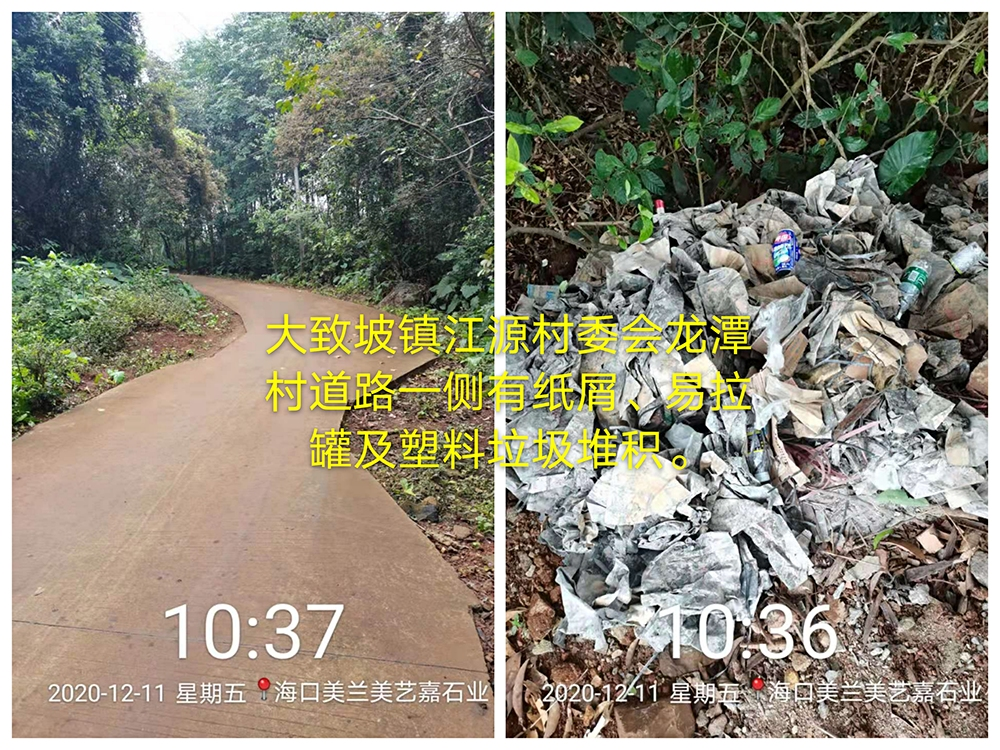 大致坡镇江源村委会龙潭
村道路一侧有纸屑、易拉
罐及塑料垃圾堆积。
10:37
2020-12-11 星期五 海口美兰美艺嘉石业
10:36
2020-12-11 星期五 海口美兰美艺嘉石业